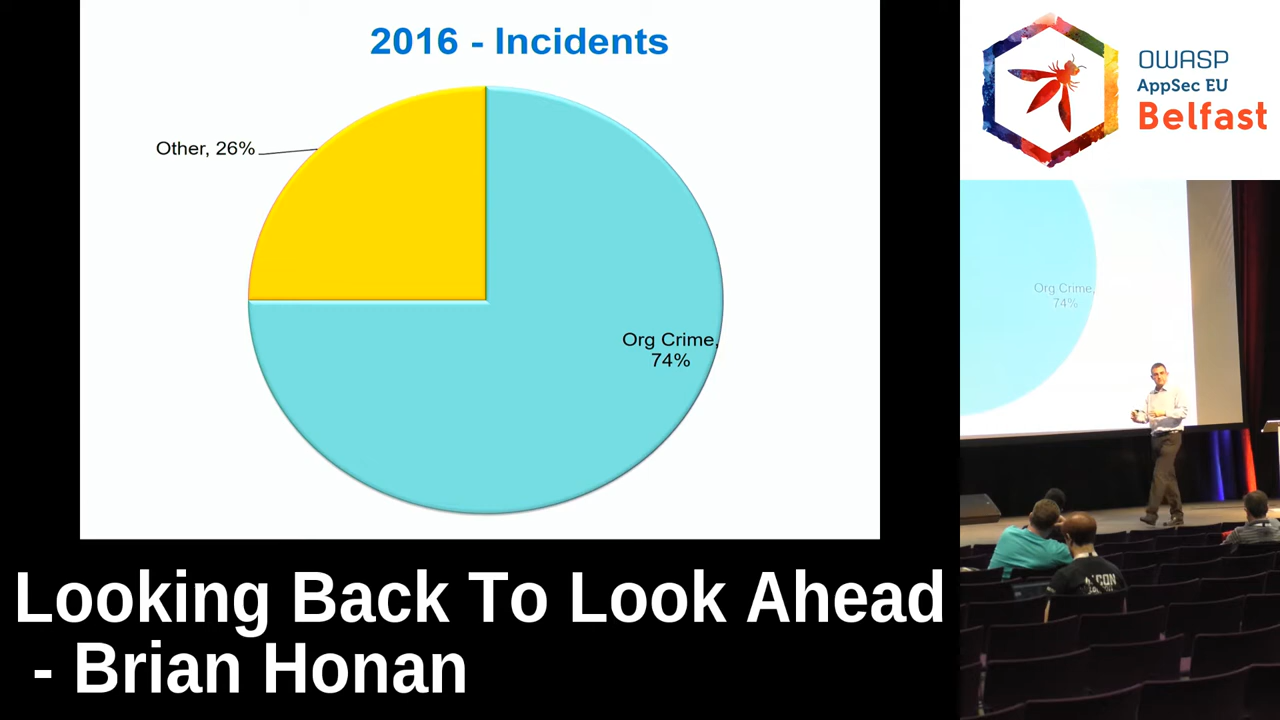 2016 - Incidents
Other, 26%
Org Crime,
74%
OWASP
AppSec EU
Belfast
Org Crime,
74%
Looking Back To Look Ahead
- Brian Honan